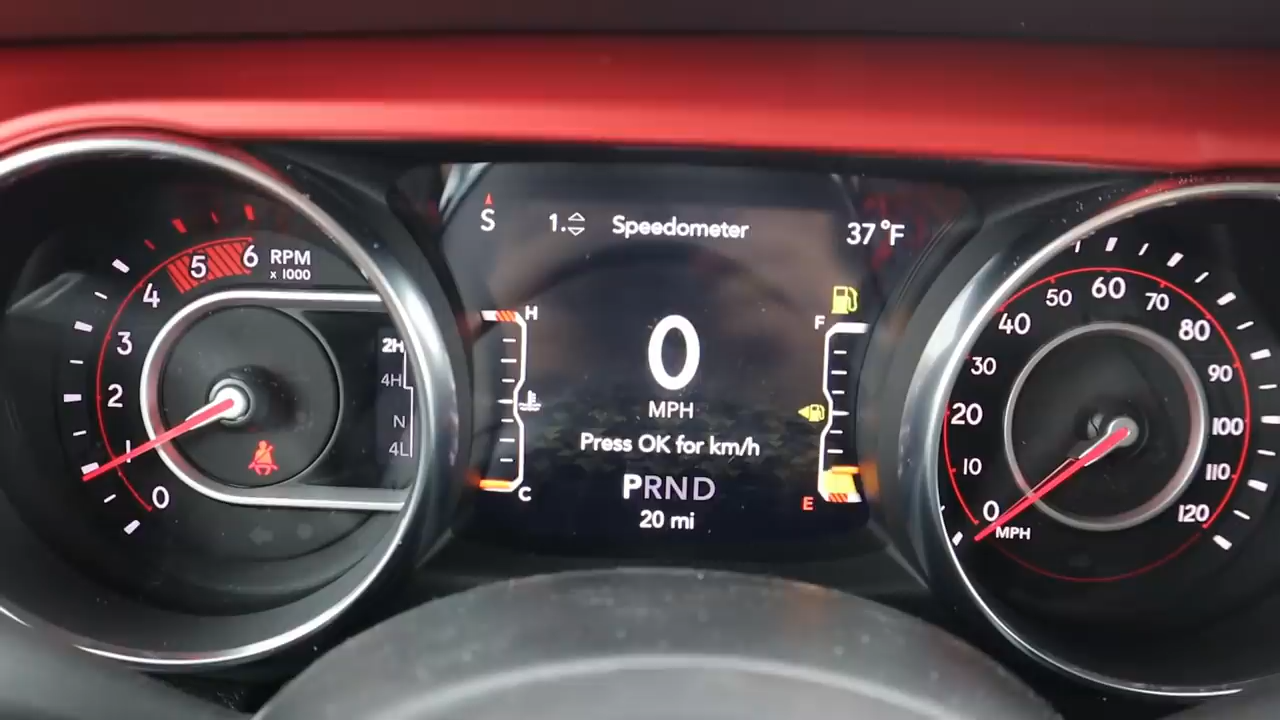 S 1. Speedometer 37 °F
6 RPM
x 1000
5
4
3
2
1
0
2H
4H
N
4L
H
C
0
MPH
Press OK for km/h
PRND
20 mi
F
E
0
10
20
30
40
50
60
70
80
90
100
110
120
MPH